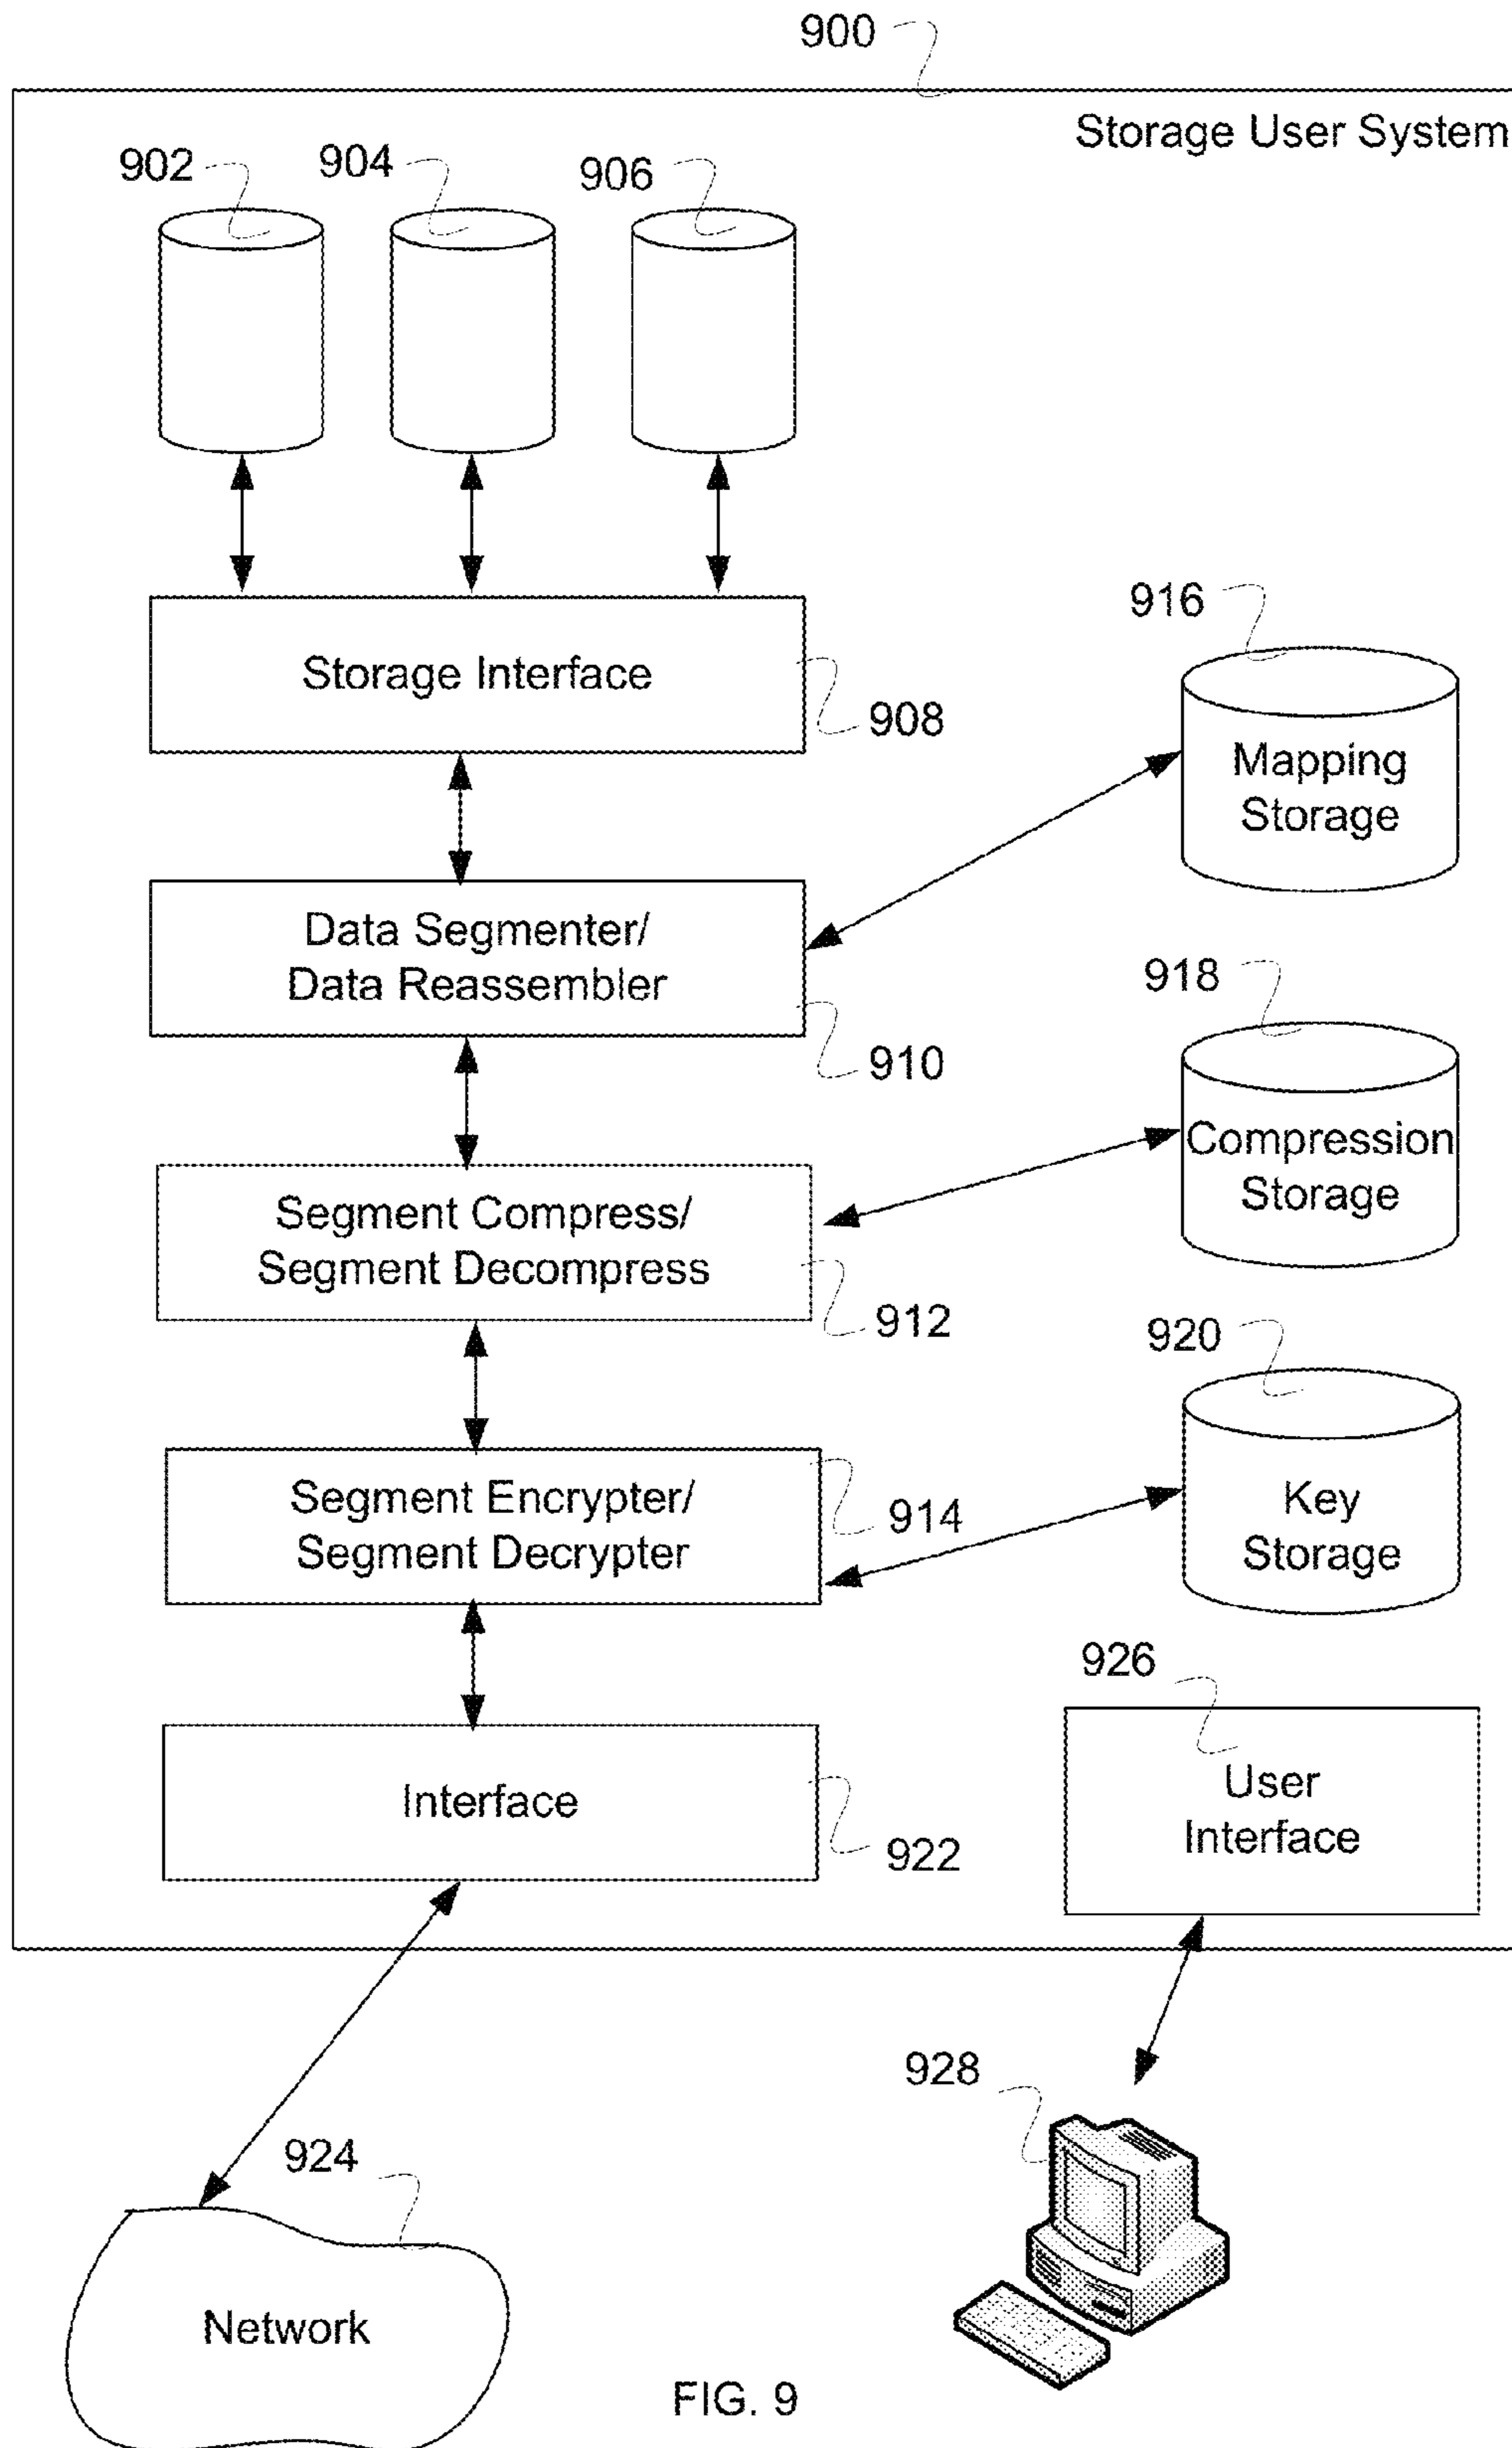 900
Storage User System
902
904
906
Storage Interface
908
916
Mapping
Storage
Data Segmenter/
Data Reassembler
910
918
Compression
Storage
Segment Compress/
Segment Decompress
912
920
Key
Storage
Segment Encrypter/
Segment Decrypter
914
926
User
Interface
Interface
922
928
924
Network
FIG. 9